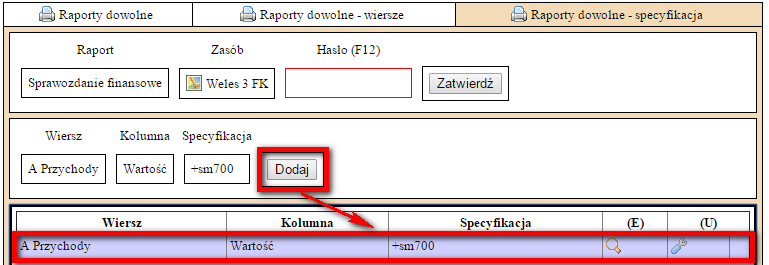 Raporty dowolne Raporty dowolne - wiersze Raporty dowolne - specyfikacja
Raport Zasób Hasło (F12)
Sprawozdanie finansowe Weles 3 FK Zatwierdź
Wiersz Kolumna Specyfikacja
A Przychody Wartość +sm700 Dodaj
Wiersz Kolumna Specyfikacja (E) (U)
A Przychody Wartość +sm700